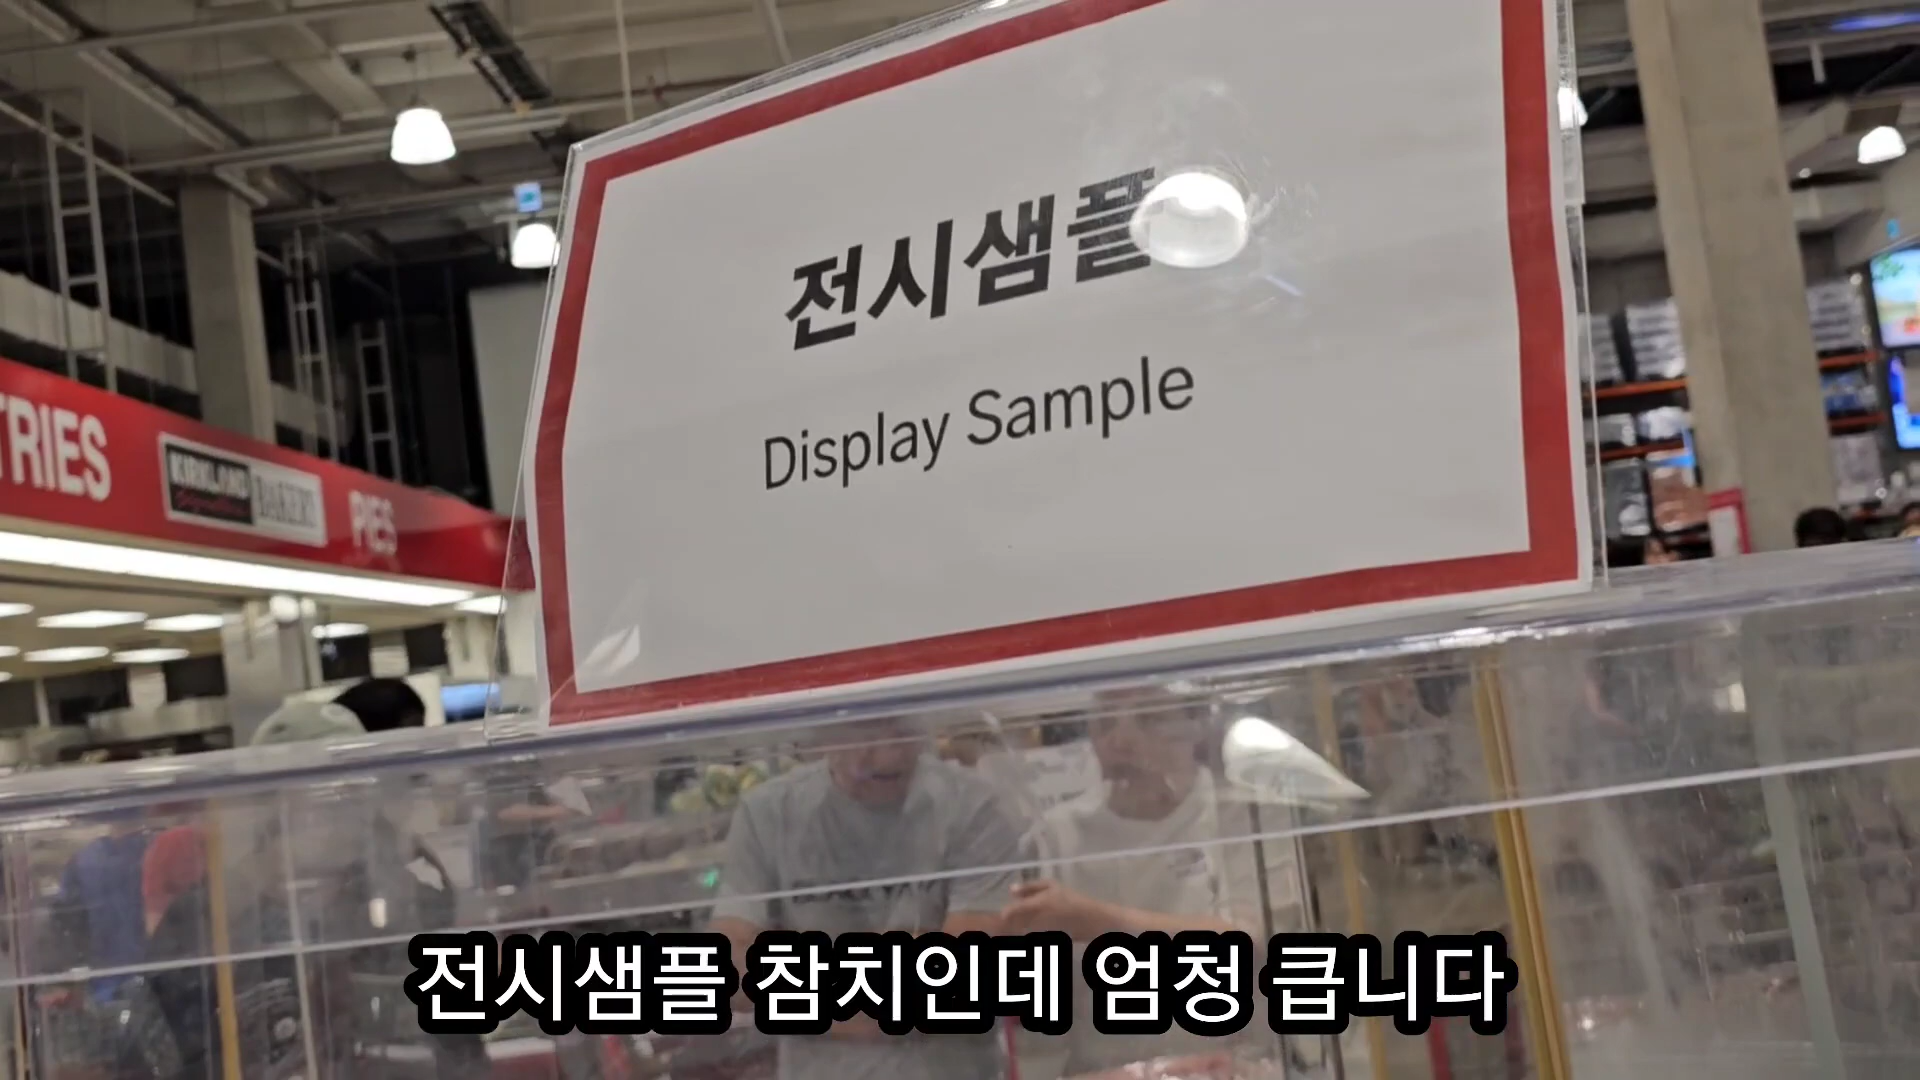 전시샘플
Display Sample
TRIES
KIRKLAND
Signature
BAKERY
PIES
전시샘플 참치인데 엄청 큽니다